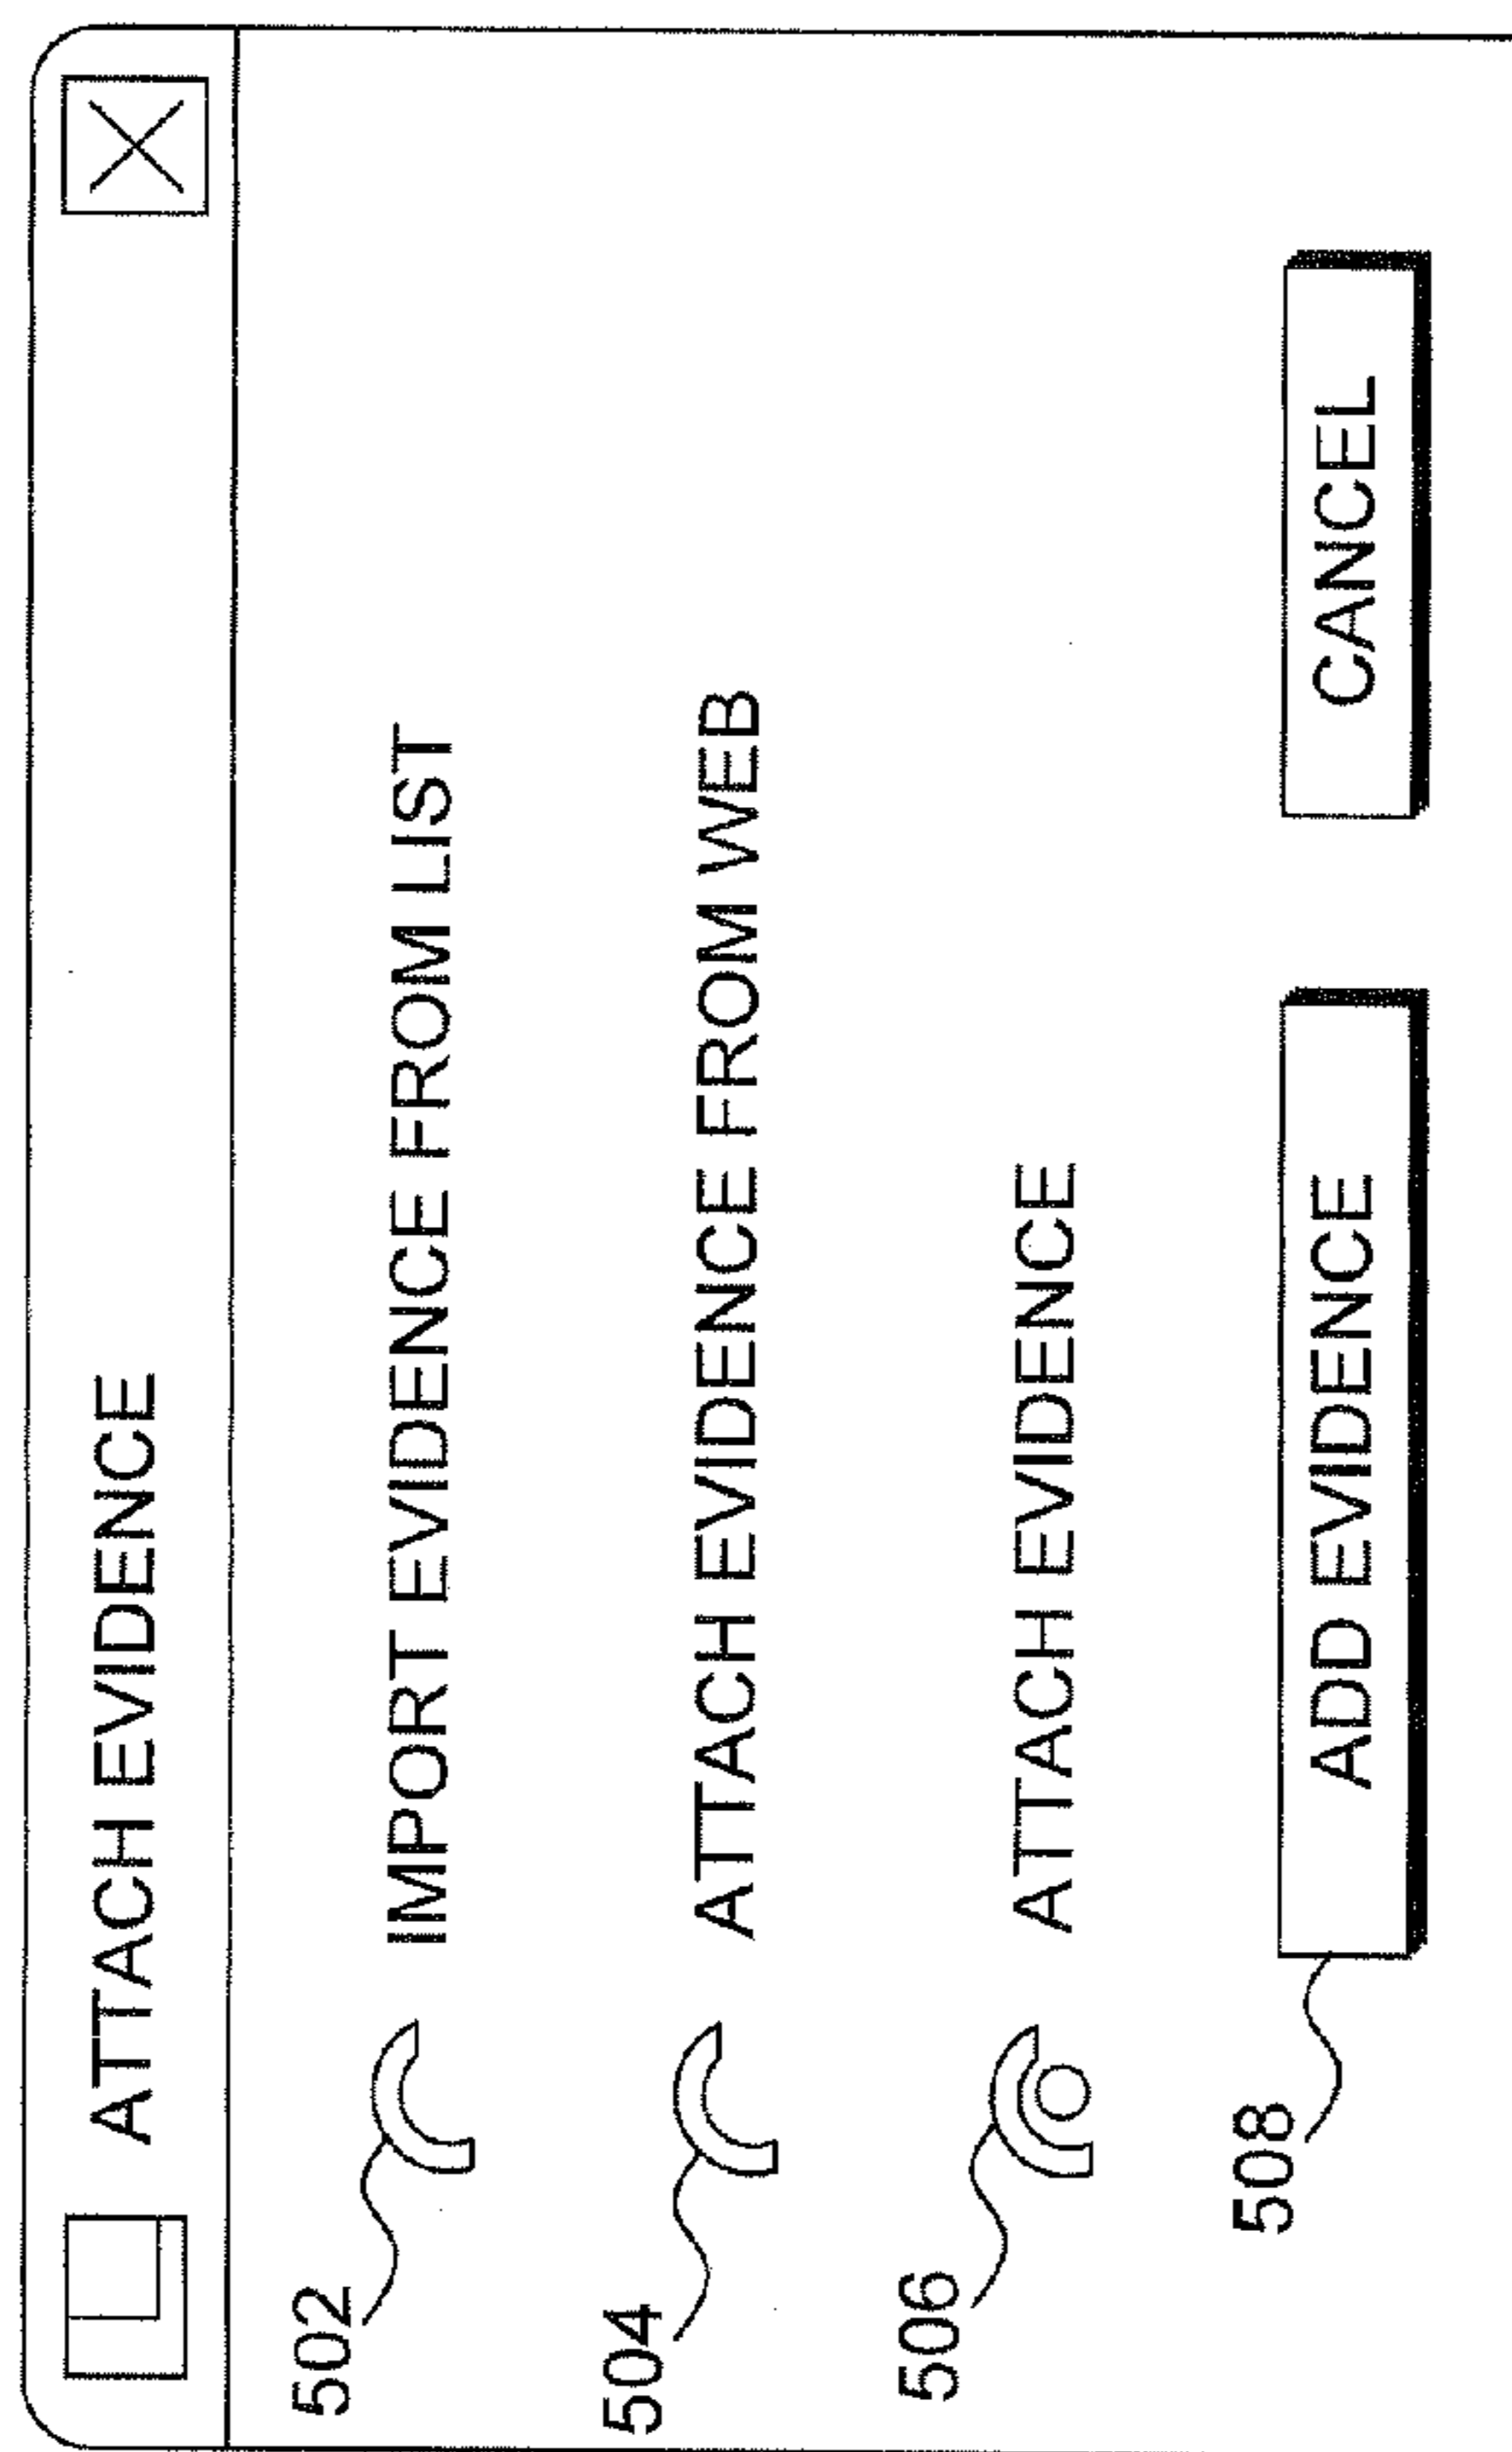 ATTACH EVIDENCE
502 IMPORT EVIDENCE FROM LIST
504 ATTACH EVIDENCE FROM WEB
506 ATTACH EVIDENCE
508 ADD EVIDENCE CANCEL